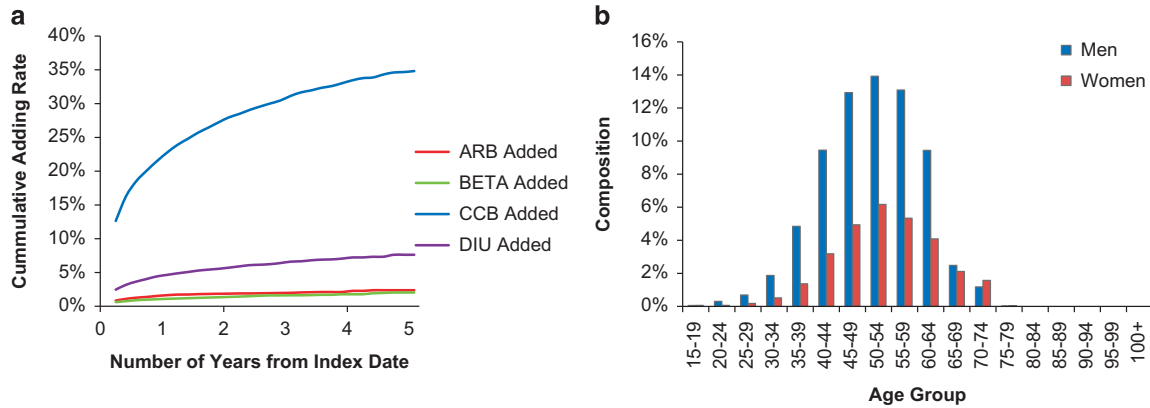 a
40%
35%
30%
25%
20%
15%
10%
5%
0%
Cummulative Adding Rate
0 1 2 3 4 5
Number of Years from Index Date
ARB Added
BETA Added
CCB Added
DIU Added
b
16%
14%
12%
10%
8%
6%
4%
2%
0%
Composition
Men
Women
15-19
20-24
25-29
30-34
35-39
40-44
45-49
50-54
55-59
60-64
65-69
70-74
75-79
80-84
85-89
90-94
95-99
100+
Age Group